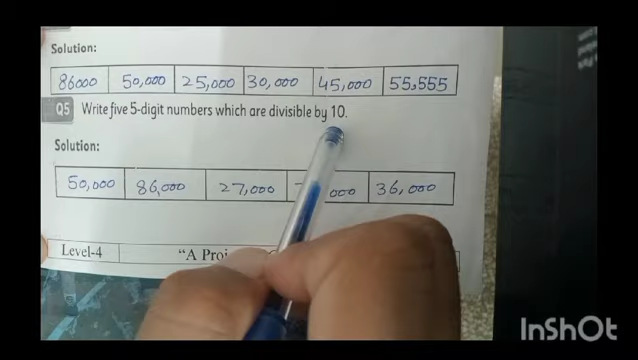 Solution:
86000 50,000 25,000 30,000 45,000 55,555
Q5 Write five 5-digit numbers which are divisible by 10.
Solution:
50,000 86,000 27,000 000 36,000
Level-4 "A Proj
InShOt